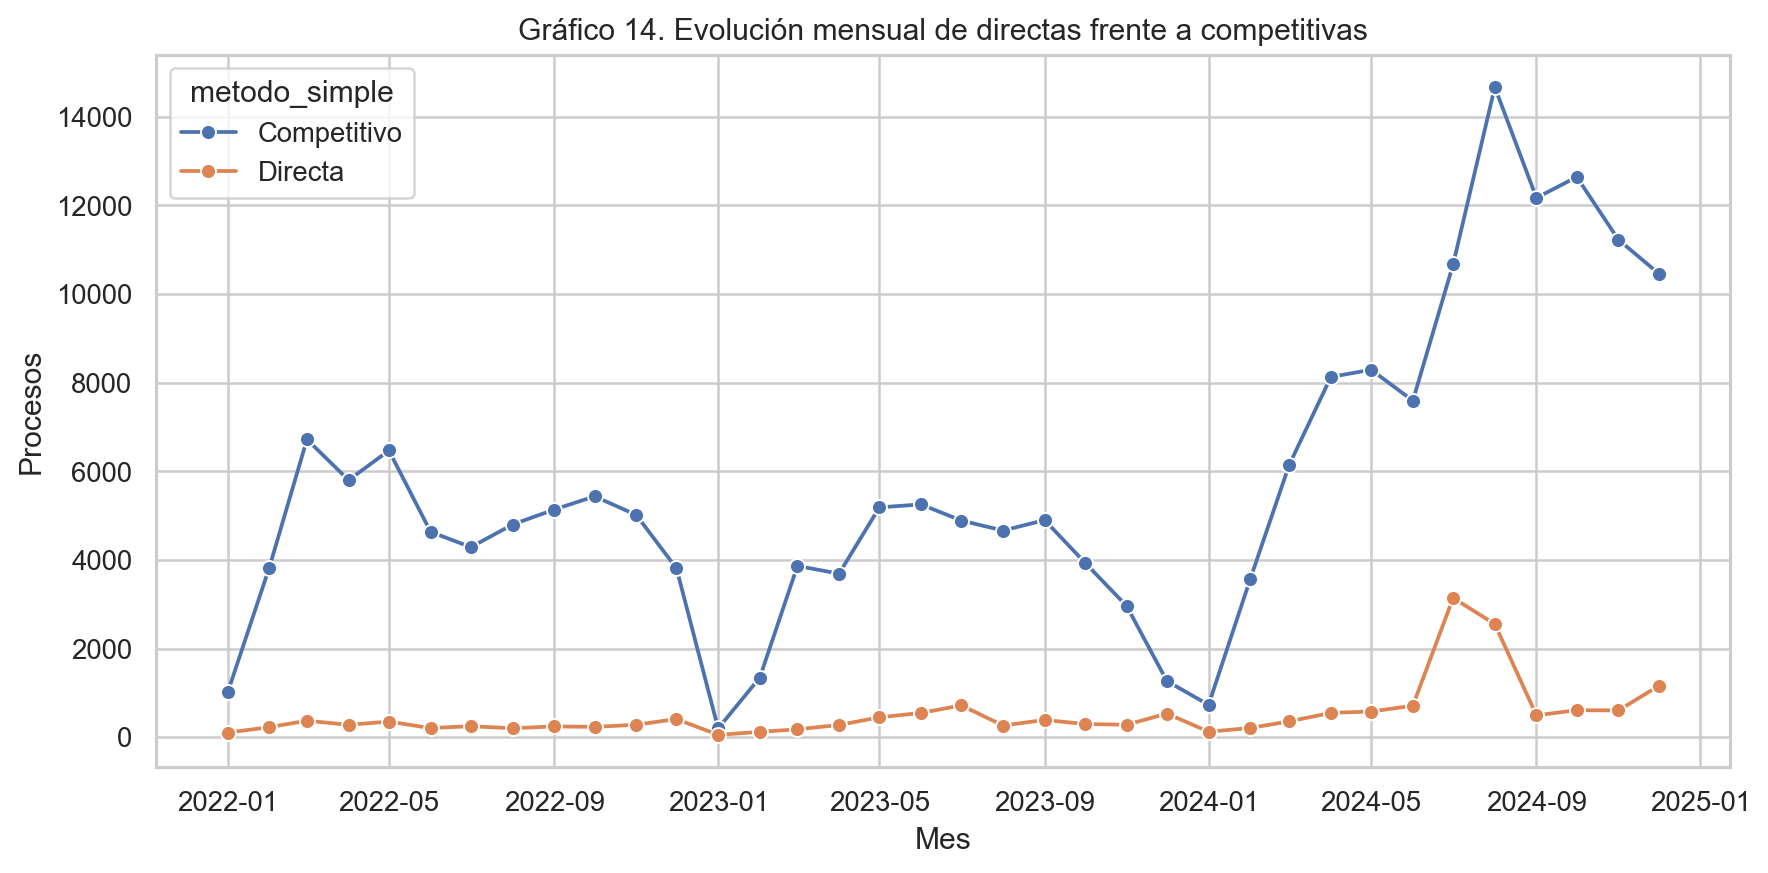 Gráfico 14. Evolución mensual de directas frente a competitivas
metodo_simple
Competitivo
Directa
14000
12000
10000
8000
6000
4000
2000
0
Procesos
2022-01 2022-05 2022-09 2023-01 2023-05 2023-09 2024-01 2024-05 2024-09 2025-01
Mes